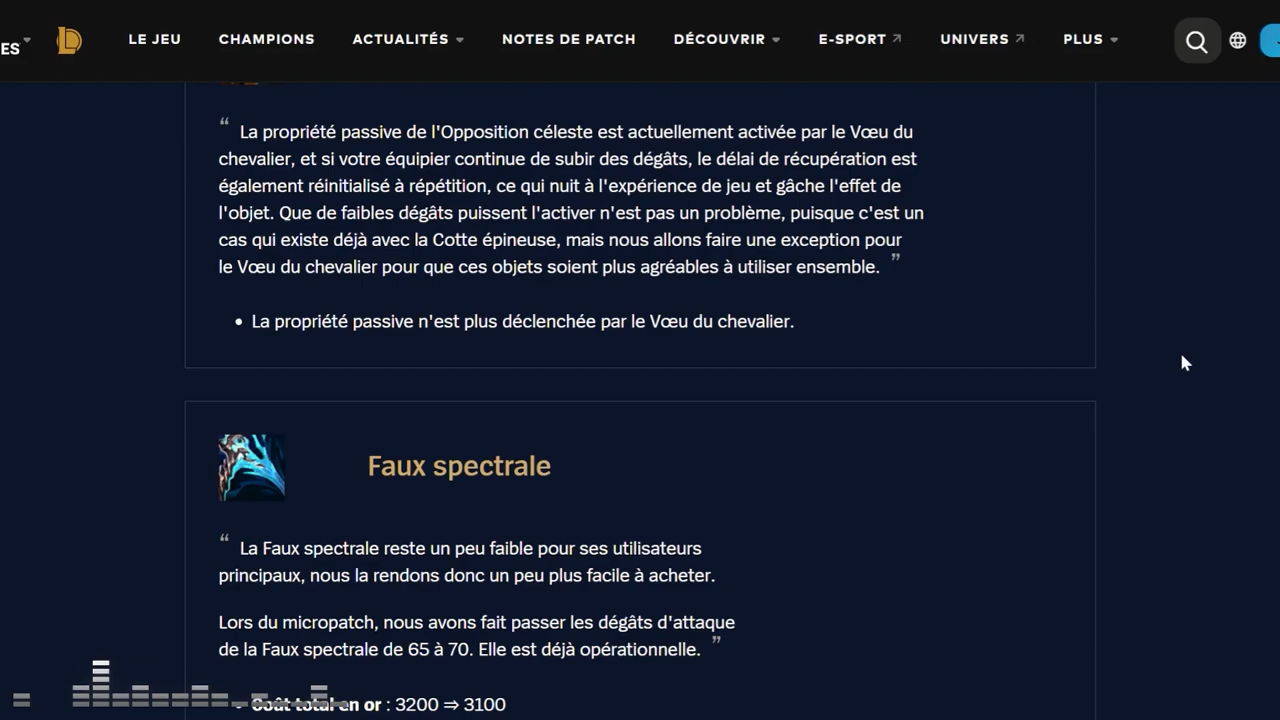 ES
LE JEU CHAMPIONS ACTUALITÉS NOTES DE PATCH DÉCOUVRIR E-SPORT UNIVERS PLUS
“ La propriété passive de l'Opposition céleste est actuellement activée par le Vœu du
chevalier, et si votre équipier continue de subir des dégâts, le délai de récupération est
également réinitialisé à répétition, ce qui nuit à l'expérience de jeu et gâche l'effet de
l'objet. Que de faibles dégâts puissent l'activer n'est pas un problème, puisque c'est un
cas qui existe déjà avec la Cotte épineuse, mais nous allons faire une exception pour
le Vœu du chevalier pour que ces objets soient plus agréables à utiliser ensemble. ”
• La propriété passive n'est plus déclenchée par le Vœu du chevalier.
Faux spectrale
“ La Faux spectrale reste un peu faible pour ses utilisateurs
principaux, nous la rendons donc un peu plus facile à acheter.
Lors du micropatch, nous avons fait passer les dégâts d'attaque
de la Faux spectrale de 65 à 70. Elle est déjà opérationnelle. ”
• Coût total en or : 3200 ⇒ 3100